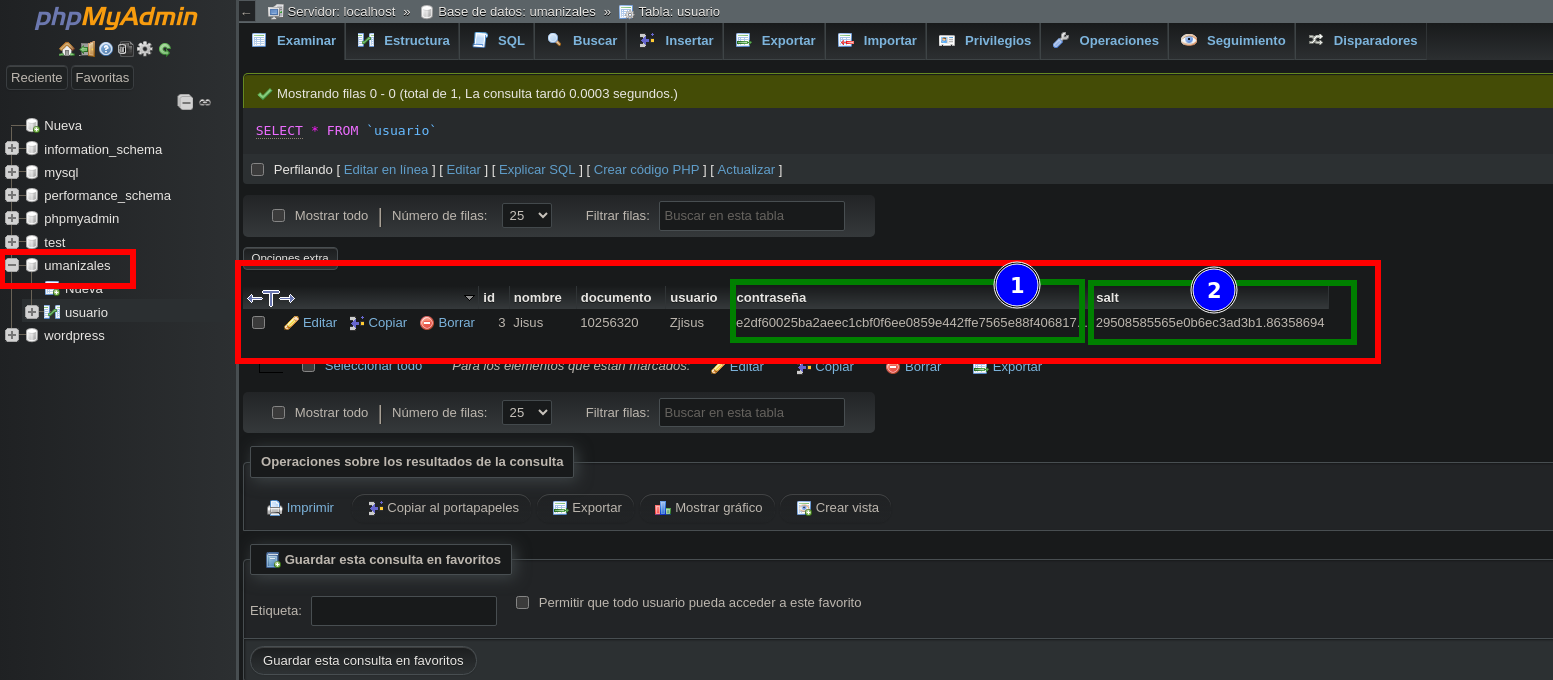 phpMyAdmin
Reciente Favoritas
Nueva
information_schema
mysql
performance_schema
phpmyadmin
test
umanizales
Nueva
usuario
wordpress
Servidor: localhost » Base de datos: umanizales » Tabla: usuario
Examinar Estructura SQL Buscar Insertar Exportar Importar Privilegios Operaciones Seguimiento Disparadores
Mostrando filas 0 - 0 (total de 1, La consulta tardó 0.0003 segundos.)
SELECT * FROM `usuario`
Perfilando [ Editar en línea ] [ Editar ] [ Explicar SQL ] [ Crear código PHP ] [ Actualizar ]
Mostrar todo | Número de filas: 25 Filtrar filas: Buscar en esta tabla
Opciones extra
1 2
←T→ id nombre documento usuario contraseña salt
Editar Copiar Borrar 3 Jisus 10256320 Zjisus e2df60025ba2aeec1cbf0f6ee0859e442ffe7565e88f406817... 29508585565e0b6ec3ad3b1.86358694
Seleccionar todo Para los elementos que están marcados: Editar Copiar Borrar Exportar
Mostrar todo | Número de filas: 25 Filtrar filas: Buscar en esta tabla
Operaciones sobre los resultados de la consulta
Imprimir Copiar al portapapeles Exportar Mostrar gráfico Crear vista
Guardar esta consulta en favoritos
Etiqueta: Permitir que todo usuario pueda acceder a este favorito
Guardar esta consulta en favoritos